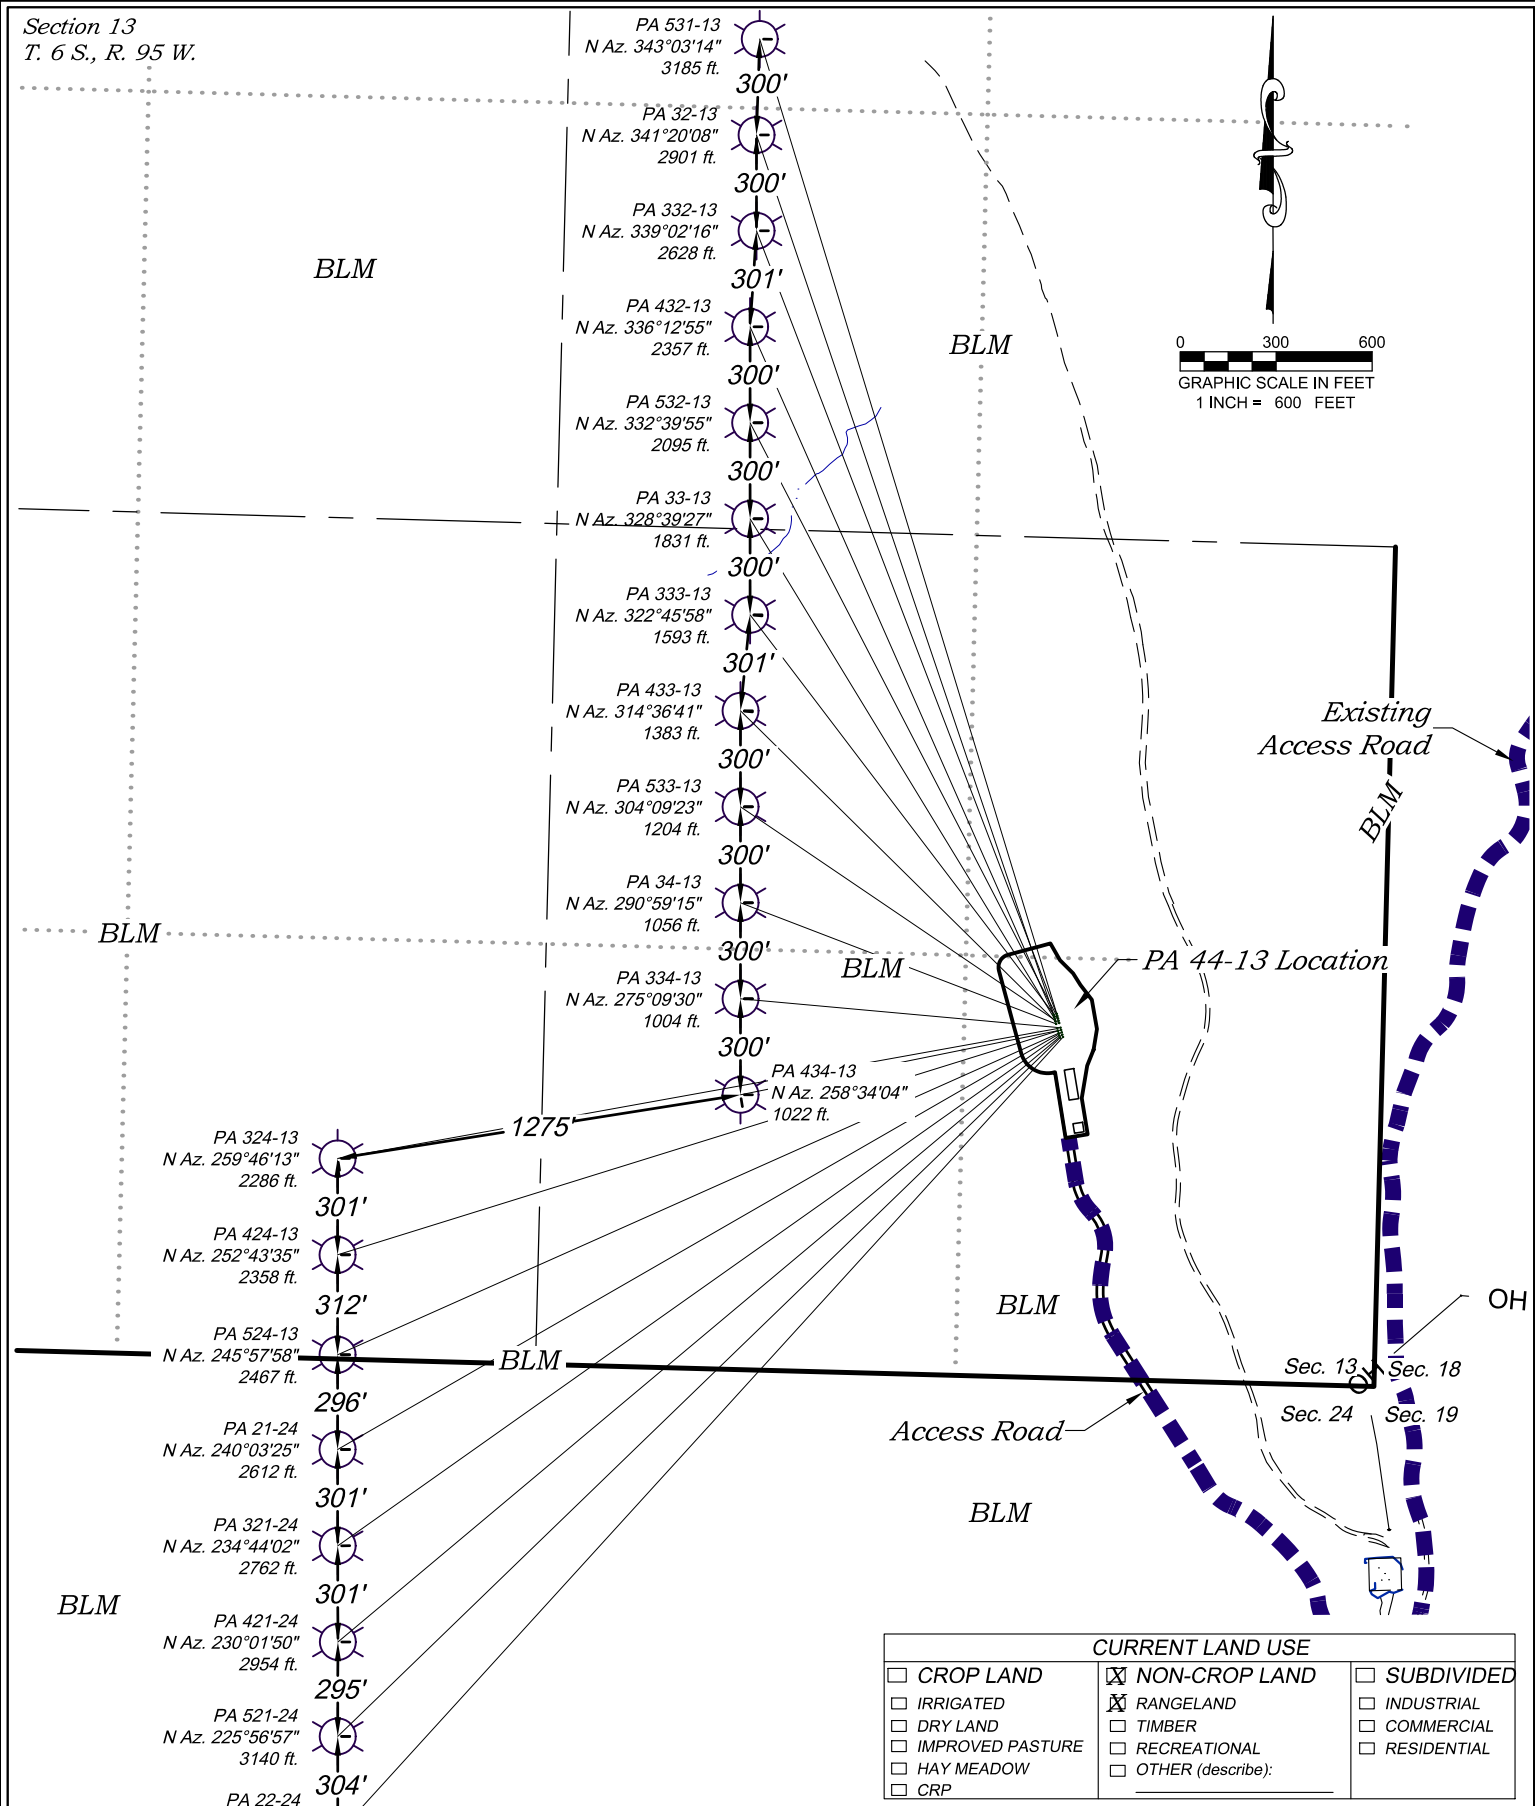 Section 13
T. 6 S., R. 95 W.
PA 531-13
N Az. 343°03'14"
3185 ft.
300'
PA 32-13
N Az. 341°20'08"
2901 ft.
300'
PA 332-13
N Az. 339°02'16"
2628 ft.
301'
PA 432-13
N Az. 336°12'55"
2357 ft.
300'
PA 532-13
N Az. 332°39'55"
2095 ft.
300'
PA 33-13
N Az. 328°39'27"
1831 ft.
300'
PA 333-13
N Az. 322°45'58"
1593 ft.
301'
PA 433-13
N Az. 314°36'41"
1383 ft.
300'
PA 533-13
N Az. 304°09'23"
1204 ft.
300'
PA 34-13
N Az. 290°59'15"
1056 ft.
300'
PA 334-13
N Az. 275°09'30"
1004 ft.
300'
PA 434-13
N Az. 258°34'04"
1022 ft.
1275'
PA 324-13
N Az. 259°46'13"
2286 ft.
301'
PA 424-13
N Az. 252°43'35"
2358 ft.
312'
PA 524-13
N Az. 245°57'58"
2467 ft.
296'
PA 21-24
N Az. 240°03'25"
2612 ft.
301'
PA 321-24
N Az. 234°44'02"
2762 ft.
301'
PA 421-24
N Az. 230°01'50"
2954 ft.
295'
PA 521-24
N Az. 225°56'57"
3140 ft.
304'
PA 22-24
BLM
BLM
0 300 600
GRAPHIC SCALE IN FEET
1 INCH = 600 FEET
Existing
Access Road
BLM
BLM
BLM
PA 44-13 Location
BLM
BLM
OH
OH
Sec. 13
Sec. 18
Sec. 24
Sec. 19
Access Road
BLM
BLM
CURRENT LAND USE
CROP LAND
IRRIGATED
DRY LAND
IMPROVED PASTURE
HAY MEADOW
CRP
X NON-CROP LAND
X RANGELAND
TIMBER
RECREATIONAL
OTHER (describe):
SUBDIVIDED
INDUSTRIAL
COMMERCIAL
RESIDENTIAL